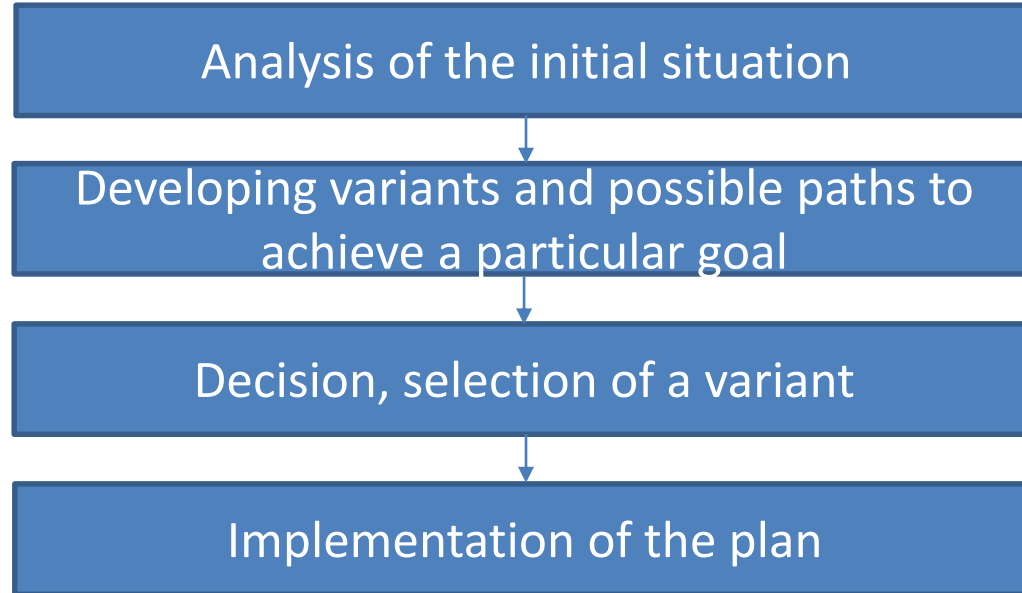 Analysis of the initial situation
Developing variants and possible paths to
achieve a particular goal
Decision, selection of a variant
Implementation of the plan